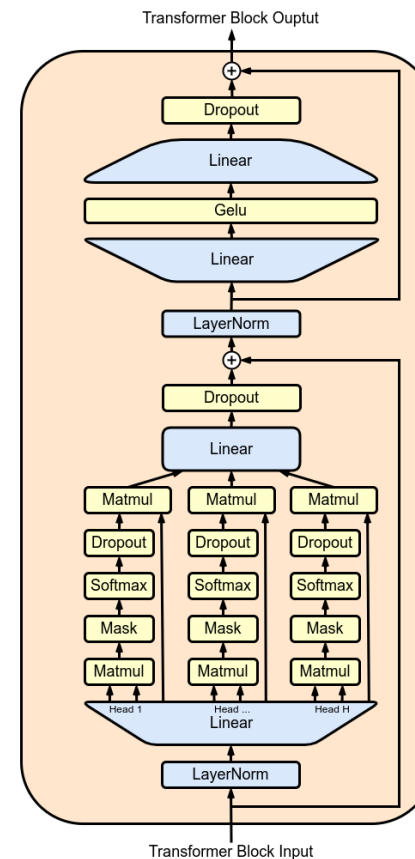 Transformer Block Ouptut
Dropout
Linear
Gelu
Linear
LayerNorm
Dropout
Linear
Matmul Matmul Matmul
Dropout Dropout Dropout
Softmax Softmax Softmax
Mask Mask Mask
Matmul Matmul Matmul
Head 1 Head ... Head H
Linear
LayerNorm
Transformer Block Input